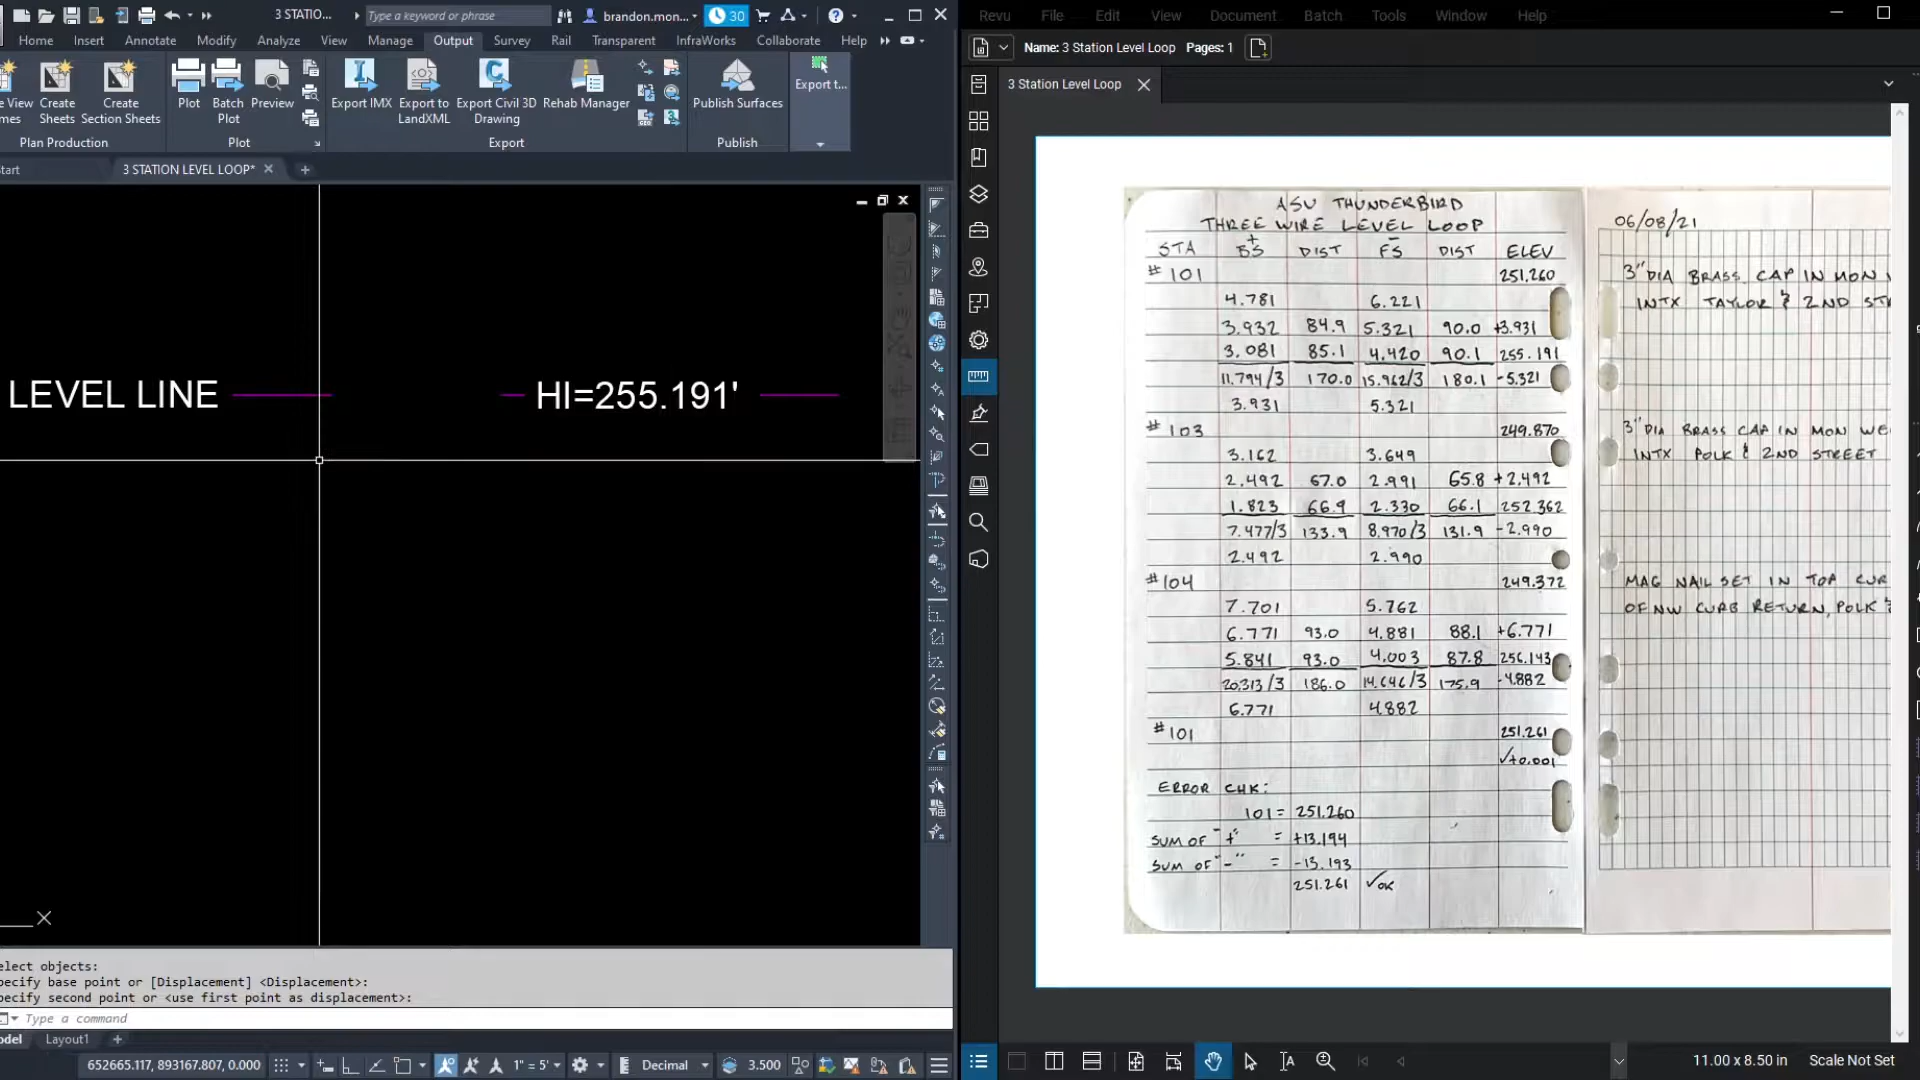 3 STATIO...
Type a keyword or phrase
brandon.mon...
30
Home Insert Annotate Modify Analyze View Manage Output Survey Rail Transparent InfraWorks Collaborate Help
Create Sheets
Create Section Sheets
Plot
Batch Plot
Preview
Export IMX
Export to LandXML
Export Civil 3D Drawing
Rehab Manager
Publish Surfaces
Export t...
Plan Production
Plot
Export
Publish
3 STATION LEVEL LOOP*
LEVEL LINE
HI=255.191'
elect objects:
pecify base point or [Displacement] <Displacement>:
pecify second point or <use first point as displacement>:
Type a command
odel Layout1
652665.117, 893167.807, 0.000
1" = 5'
Decimal
3.500
Revu File Edit View Document Batch Tools Window Help
Name: 3 Station Level Loop Pages: 1
3 Station Level Loop
ASU THUNDERBIRD
THREE WIRE LEVEL LOOP
+ −
STA BS DIST FS DIST ELEV
#101 251.260
4.781 6.221
3.932 84.9 5.321 90.0 +3.931
3.081 85.1 4.420 90.1 255.191
11.794/3 170.0 15.962/3 180.1 -5.321
3.931 5.321
#103 249.870
3.162 3.649
2.492 67.0 2.991 65.8 +2.492
1.823 66.9 2.330 66.1 252.362
7.477/3 133.9 8.970/3 131.9 -2.990
2.492 2.990
#104 249.372
7.701 5.762
6.771 93.0 4.881 88.1 +6.771
5.841 93.0 4.003 87.8 256.143
20.313/3 186.0 14.646/3 175.9 -4.882
6.771 4.882
#101 251.261
✓+0.001
ERROR CHK:
101 = 251.260
SUM OF "+" = +13.194
SUM OF "-" = -13.193
251.261 ✓OK
06/08/21
3" DIA BRASS CAP IN MON
INTX TAYLOR & 2ND ST
3" DIA BRASS CAP IN MON WE
INTX POLK & 2ND STREET
MAG NAIL SET IN TOP CUR
OF NW CURB RETURN, POLK &
11.00 x 8.50 in
Scale Not Set